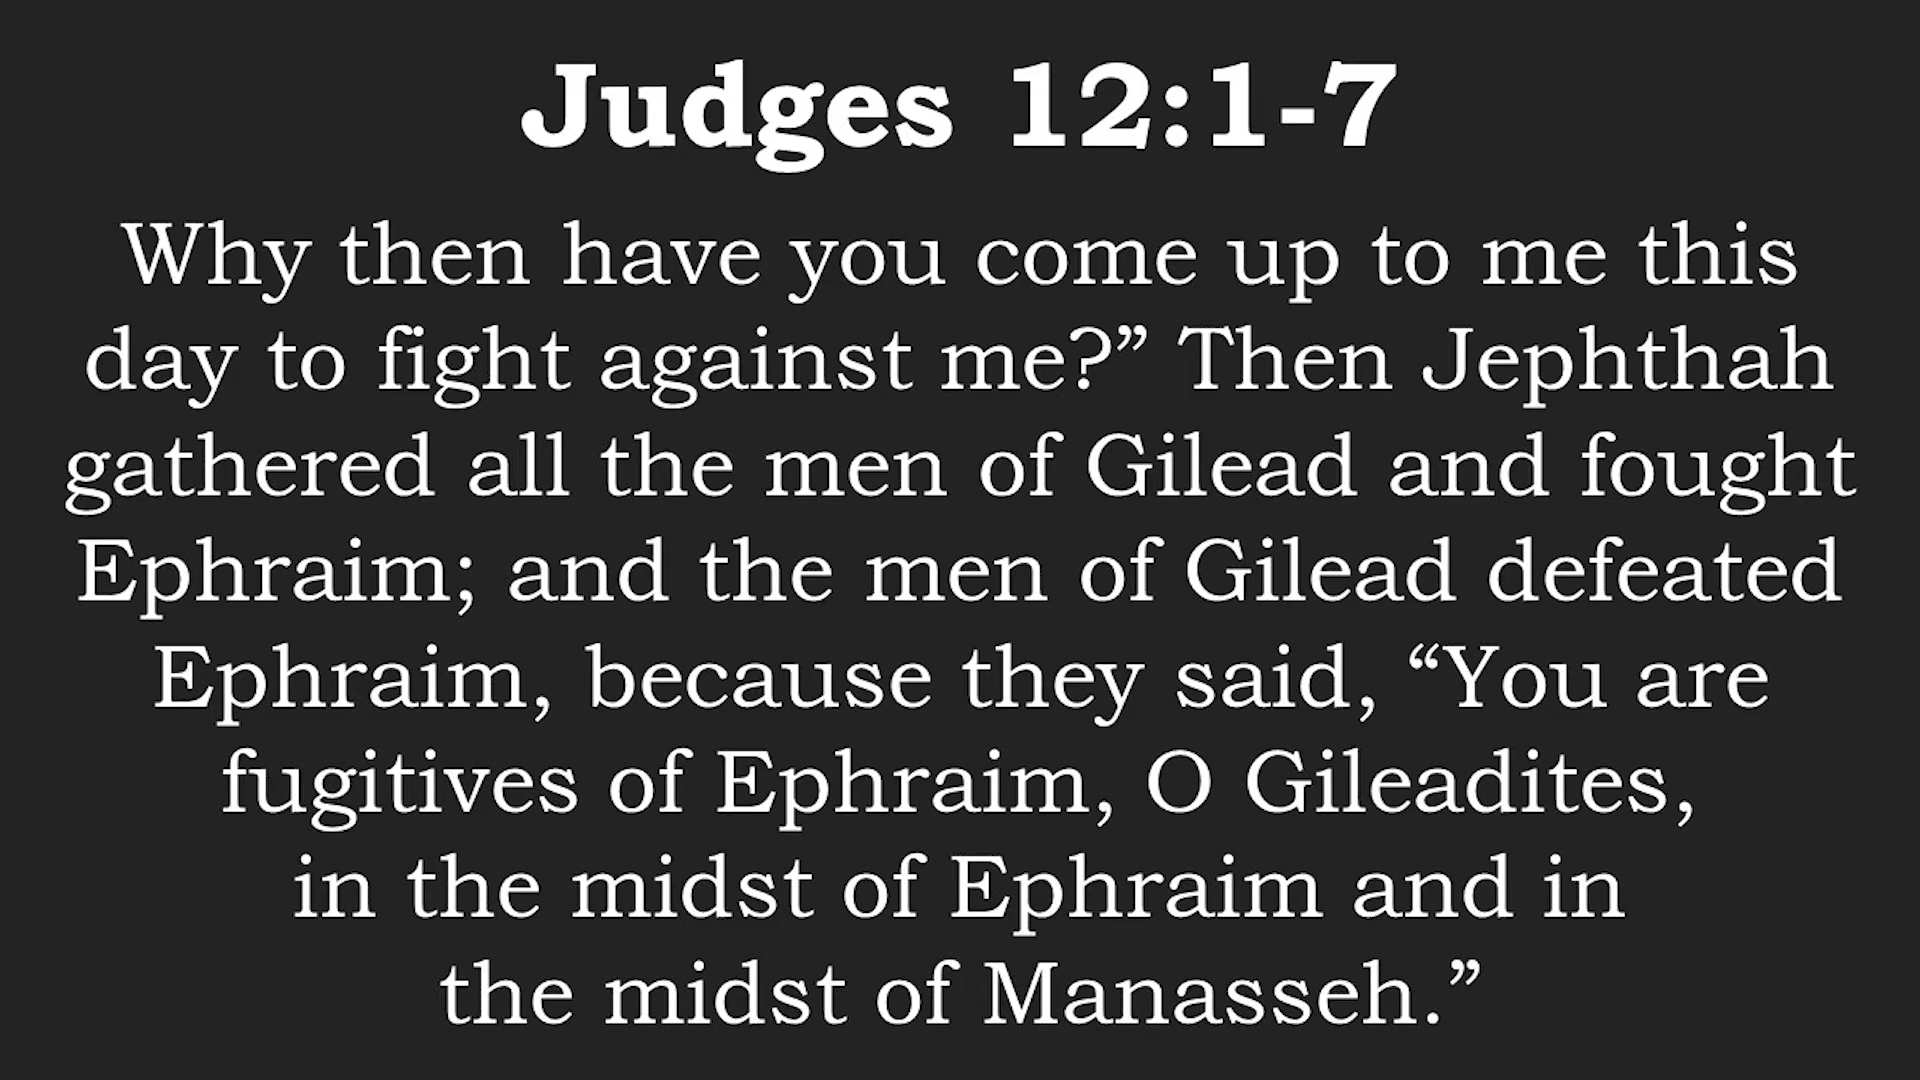 Judges 12:1-7
Why then have you come up to me this
day to fight against me?” Then Jephthah
gathered all the men of Gilead and fought
Ephraim; and the men of Gilead defeated
Ephraim, because they said, “You are
fugitives of Ephraim, O Gileadites,
in the midst of Ephraim and in
the midst of Manasseh.”